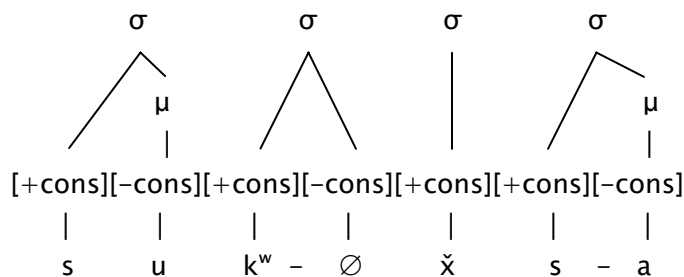 σ σ σ σ
μ μ
[+cons][−cons][+cons][−cons][+cons][+cons][−cons]
s u kʷ – ∅ x̌ s – a